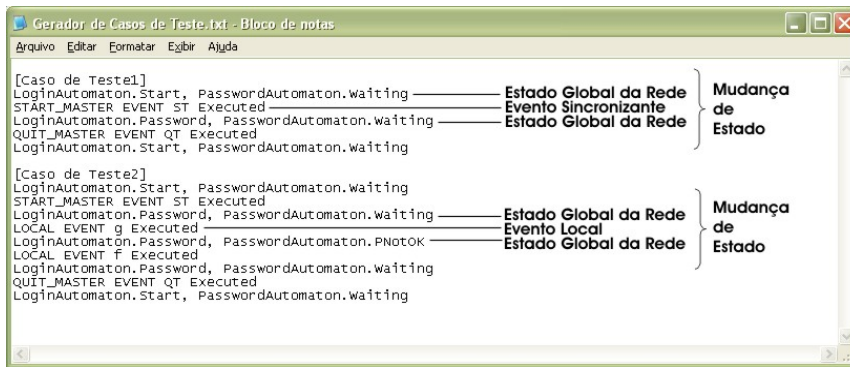 Gerador de Casos de Teste.txt - Bloco de notas
Arquivo Editar Formatar Exibir Ajuda
[Caso de Teste1]
LoginAutomaton.Start, PasswordAutomaton.Waiting Estado Global da Rede
START_MASTER EVENT ST Executed Evento Sincronizante
LoginAutomaton.Password, PasswordAutomaton.Waiting Estado Global da Rede
QUIT_MASTER EVENT QT Executed
LoginAutomaton.Start, PasswordAutomaton.Waiting
Mudança
de
Estado
[Caso de Teste2]
LoginAutomaton.Start, PasswordAutomaton.Waiting
START_MASTER EVENT ST Executed
LoginAutomaton.Password, PasswordAutomaton.Waiting Estado Global da Rede
LOCAL EVENT g Executed Evento Local
LoginAutomaton.Password, PasswordAutomaton.PNotOK Estado Global da Rede
LOCAL EVENT f Executed
LoginAutomaton.Password, PasswordAutomaton.Waiting
QUIT_MASTER EVENT QT Executed
LoginAutomaton.Start, PasswordAutomaton.Waiting
Mudança
de
Estado